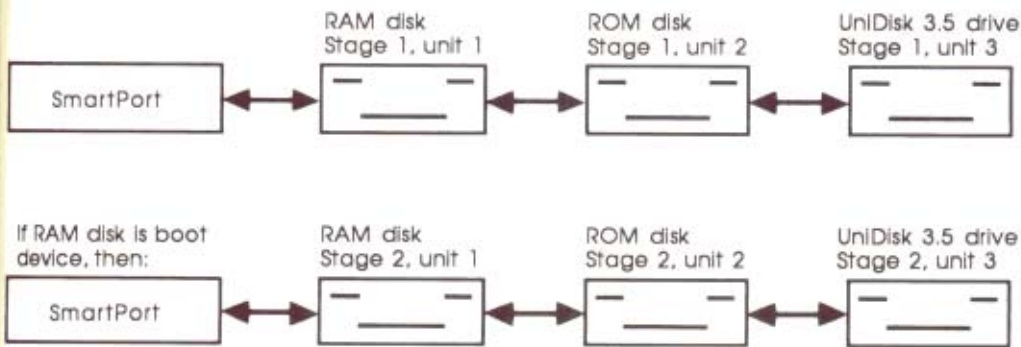 RAM disk
Stage 1, unit 1
ROM disk
Stage 1, unit 2
UniDisk 3.5 drive
Stage 1, unit 3
SmartPort
If RAM disk is boot
device, then:
RAM disk
Stage 2, unit 1
ROM disk
Stage 2, unit 2
UniDisk 3.5 drive
Stage 2, unit 3
SmartPort